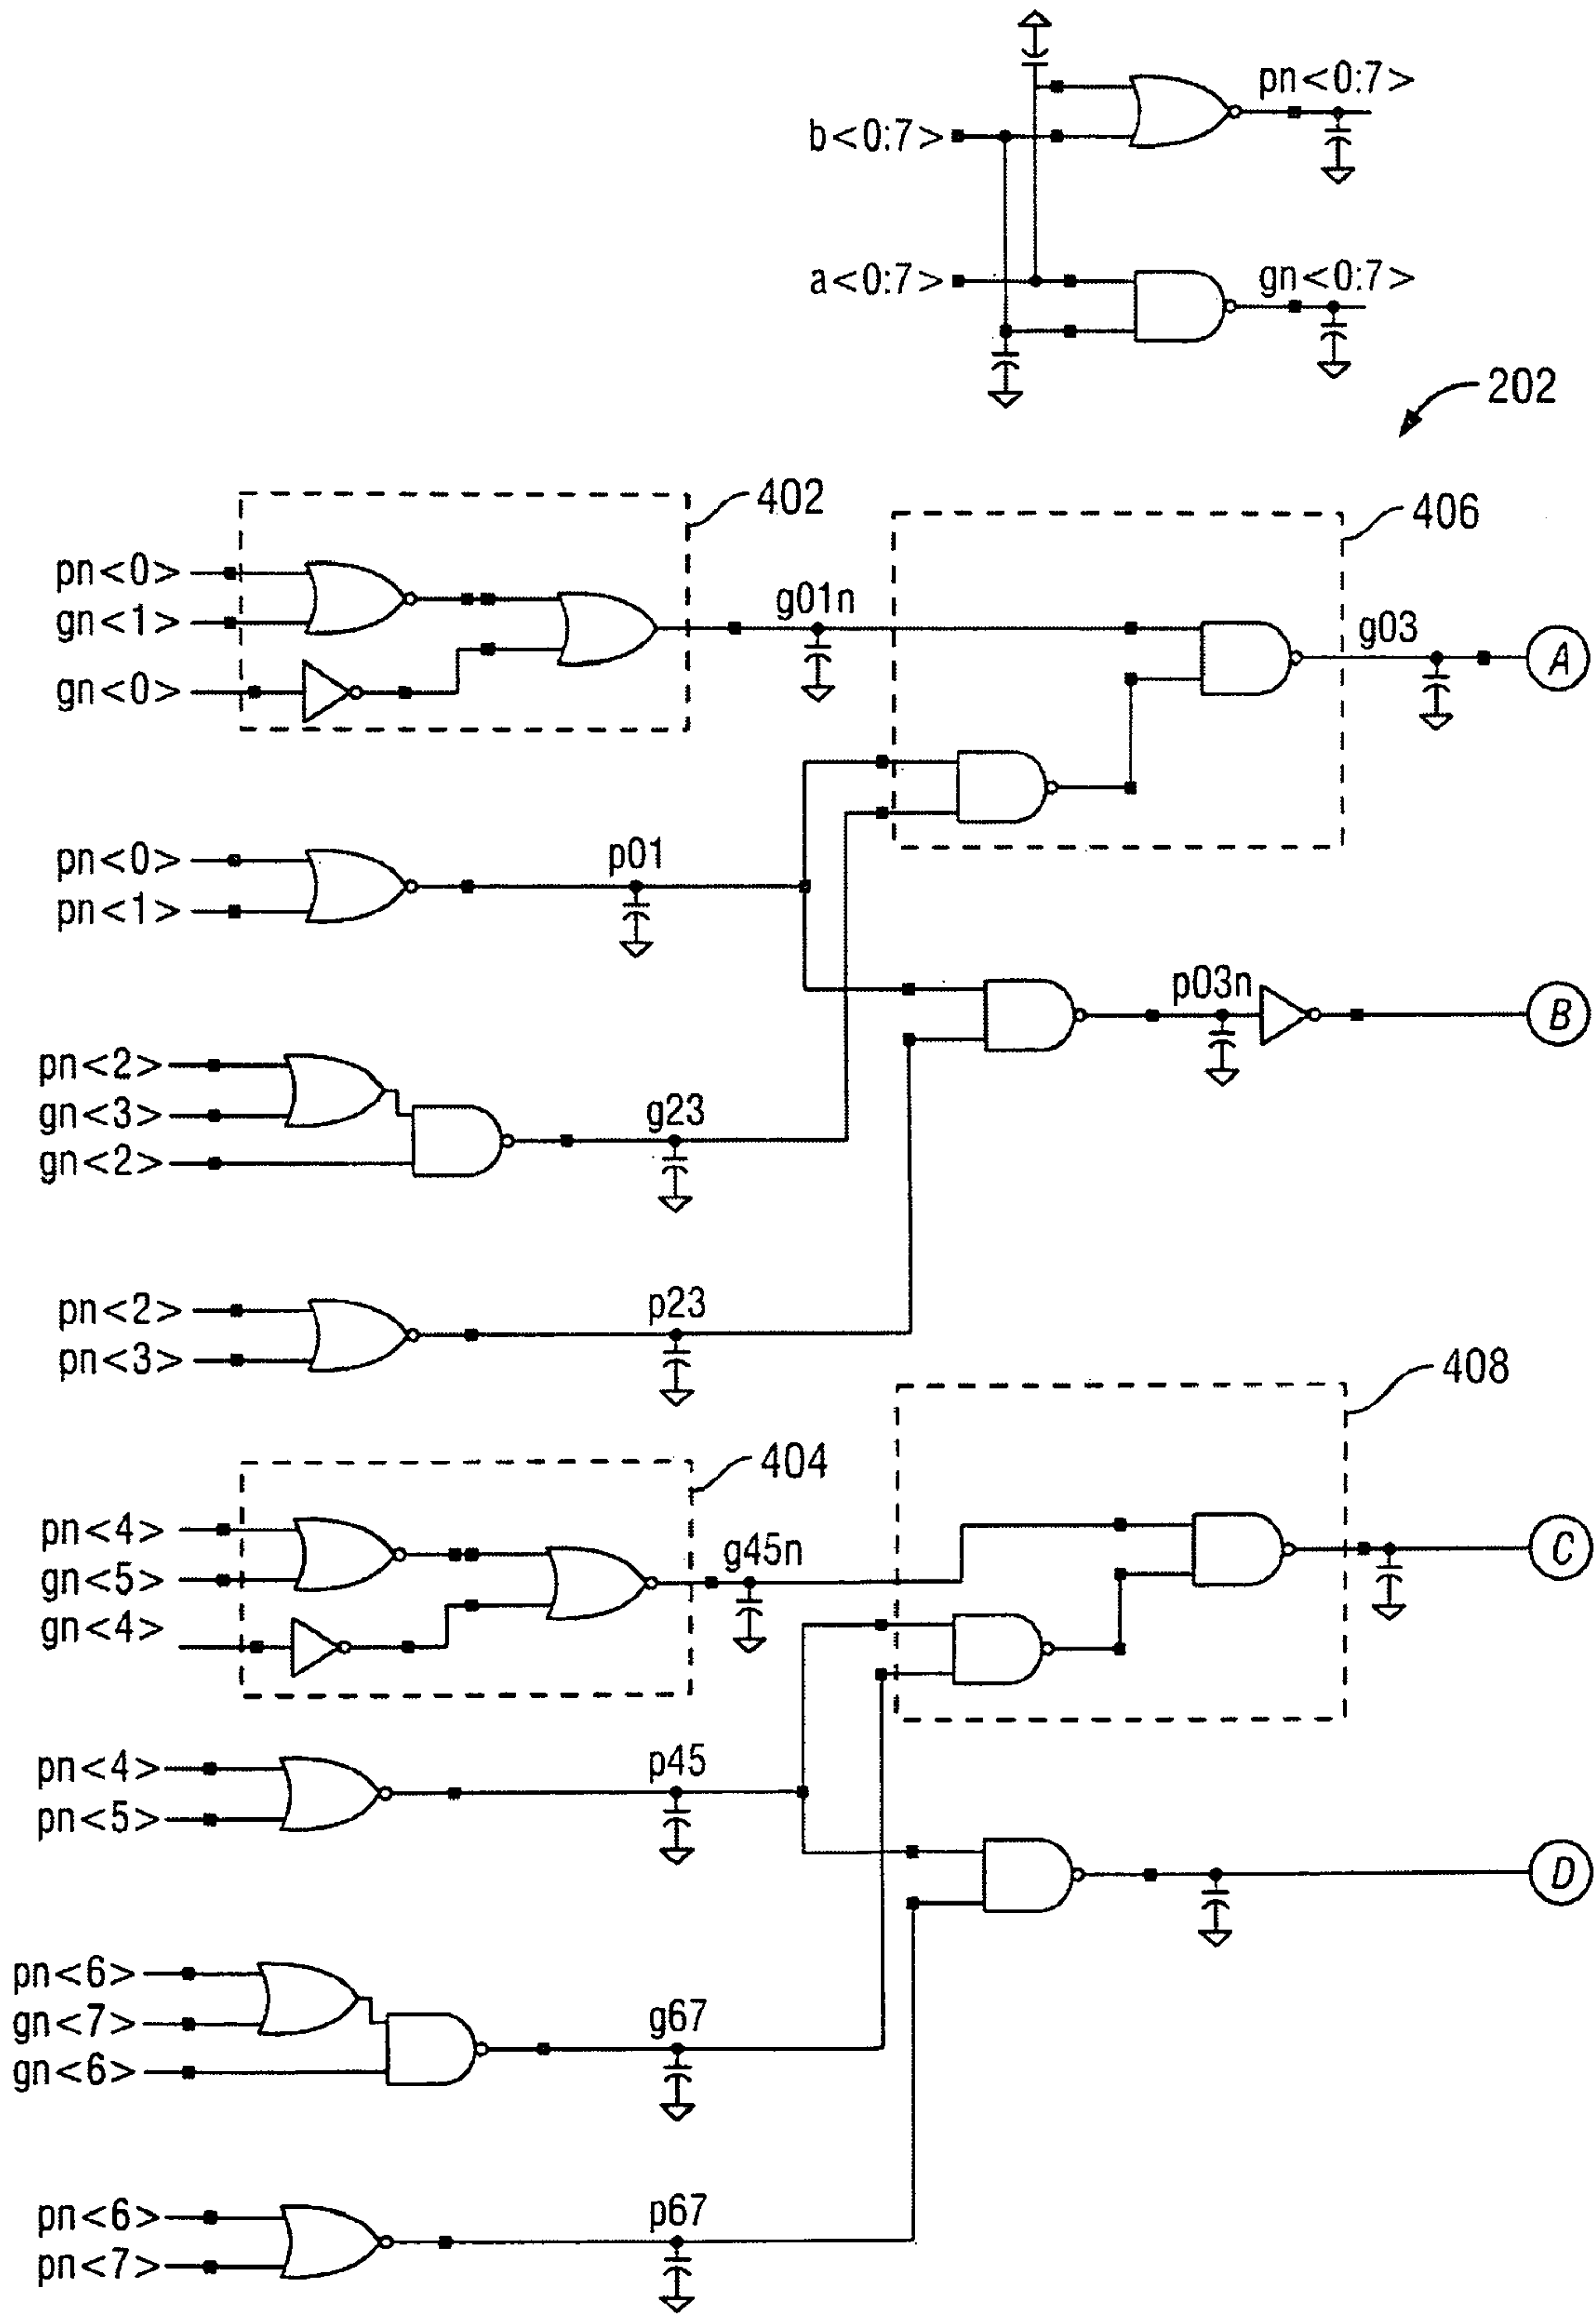 pn<0:7>
b<0:7>
a<0:7>
gn<0:7>
202
402
406
pn<0>
gn<1>
gn<0>
g01n
g03
A
pn<0>
pn<1>
p01
p03n
B
pn<2>
gn<3>
gn<2>
g23
pn<2>
pn<3>
p23
408
404
pn<4>
gn<5>
gn<4>
g45n
C
pn<4>
pn<5>
p45
D
pn<6>
gn<7>
gn<6>
g67
pn<6>
pn<7>
p67